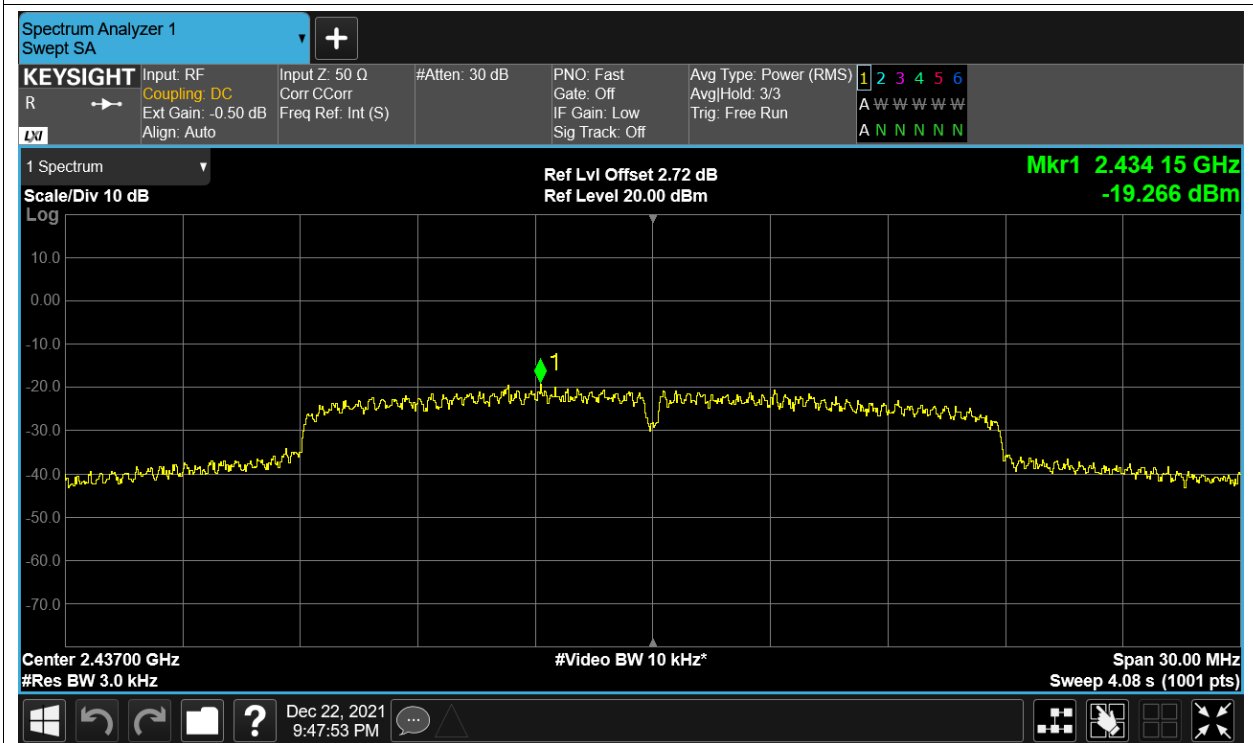 Spectrum Analyzer 1
Swept SA
+
KEYSIGHT
R
LXI
Input: RF
Coupling: DC
Ext Gain: -0.50 dB
Align: Auto
Input Z: 50 Ω
Corr CCorr
Freq Ref: Int (S)
#Atten: 30 dB
PNO: Fast
Gate: Off
IF Gain: Low
Sig Track: Off
Avg Type: Power (RMS)
Avg|Hold: 3/3
Trig: Free Run
1 2 3 4 5 6
A W W W W W
A N N N N N
1 Spectrum
Scale/Div 10 dB
Log
Ref Lvl Offset 2.72 dB
Ref Level 20.00 dBm
Mkr1 2.434 15 GHz
-19.266 dBm
10.0
0.00
-10.0
1
-20.0
-30.0
-40.0
-50.0
-60.0
-70.0
Center 2.43700 GHz
#Res BW 3.0 kHz
#Video BW 10 kHz*
Span 30.00 MHz
Sweep 4.08 s (1001 pts)
?
Dec 22, 2021
9:47:53 PM